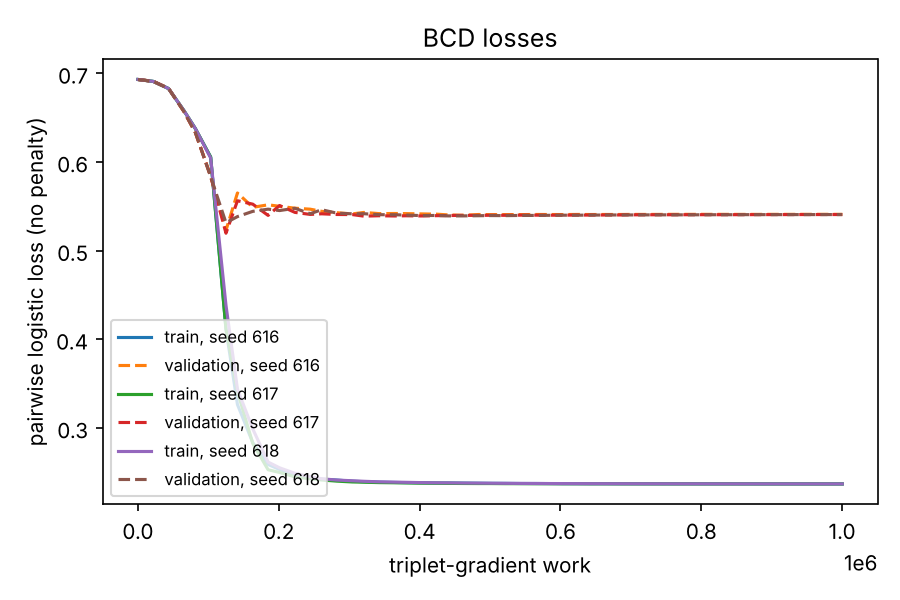 BCD losses
pairwise logistic loss (no penalty)
0.7
0.6
0.5
0.4
0.3
train, seed 616
validation, seed 616
train, seed 617
validation, seed 617
train, seed 618
validation, seed 618
0.0 0.2 0.4 0.6 0.8 1.0
1e6
triplet-gradient work